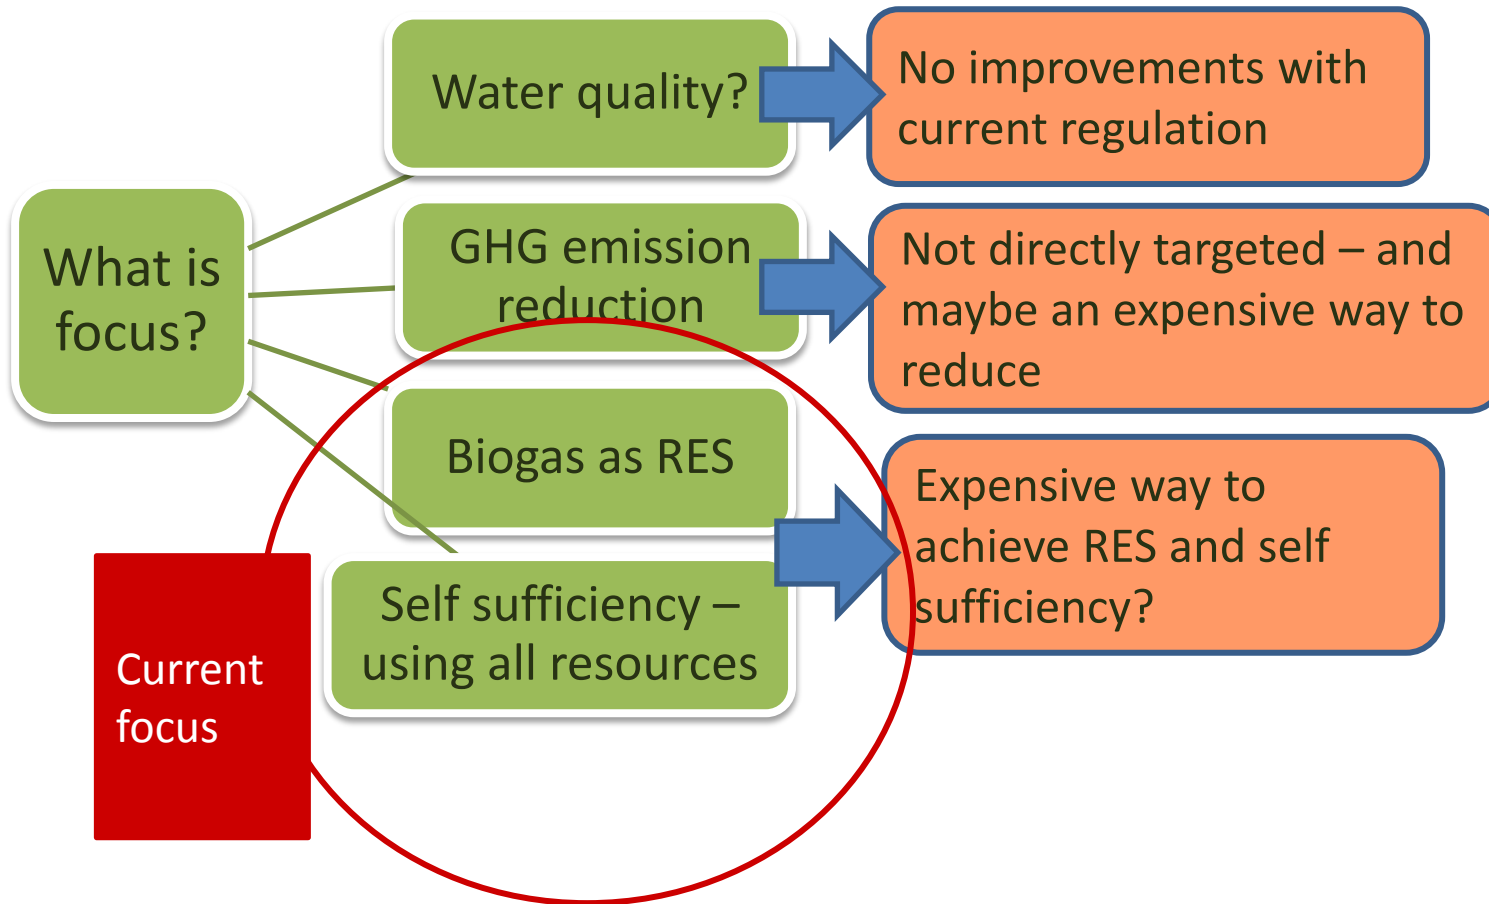 What is
focus?
Water quality?
No improvements with
current regulation
GHG emission
reduction
Not directly targeted – and
maybe an expensive way to
reduce
Biogas as RES
Self sufficiency –
using all resources
Expensive way to
achieve RES and self
sufficiency?
Current
focus